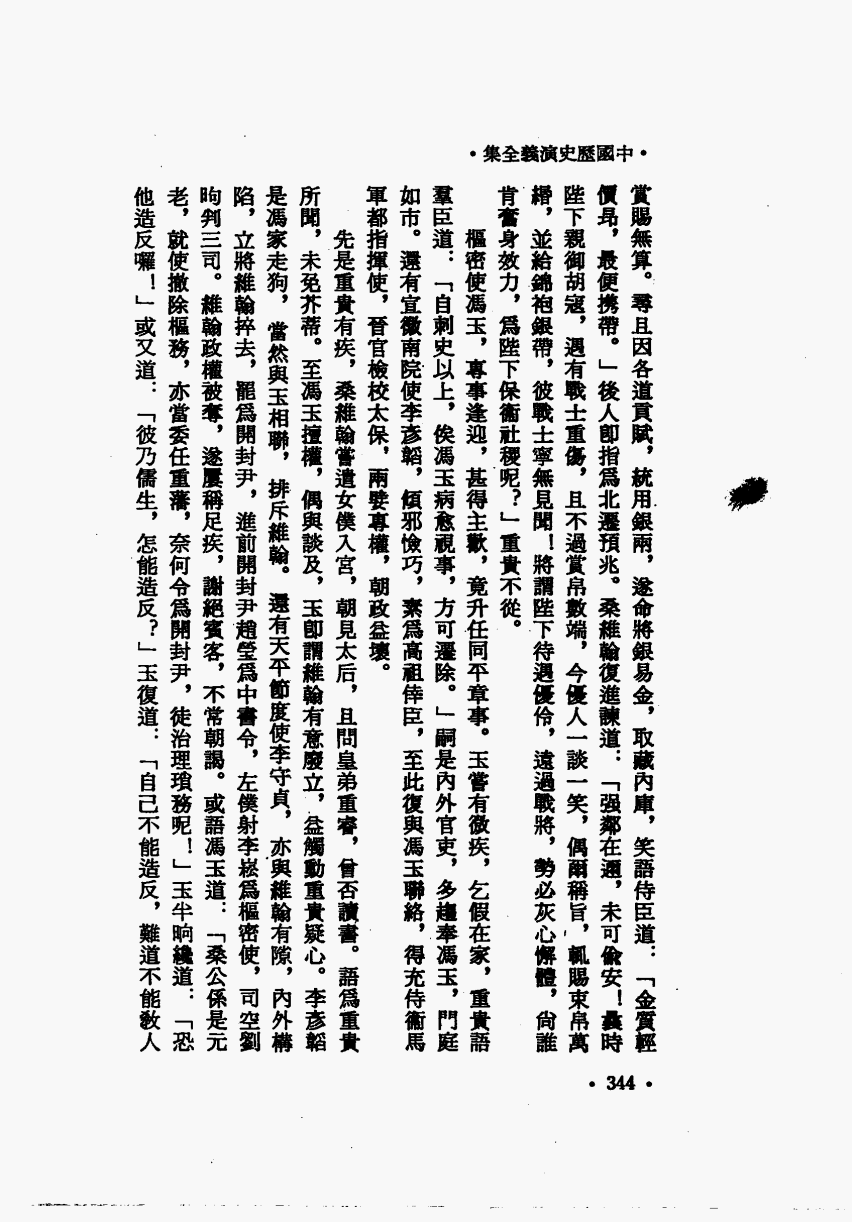 •中國歷史演義全集•
賞賜無算。尋且因各道貢賦，統用銀兩，遂命將銀易金，取藏內庫，笑語侍臣道：「金質輕
價昂，最便携帶。」後人卽指爲北遷預兆。桑維翰復進諫道：「强鄰在邇，未可偸安！曩時
陛下親御胡寇，遇有戰士重傷，且不過賞帛數端，今優人一談一笑，偶爾稱旨，輒賜束帛萬
緡，並給錦袍銀帶，彼戰士寧無見聞！將謂陛下待遇優伶，遠過戰將，勢必灰心懈體，尙誰
肯奮身效力，爲陛下保衞社稷呢？」重貴不從。
樞密使馮玉，專事逢迎，甚得主歡，竟升任同平章事。玉嘗有微疾，乞假在家，重貴語
羣臣道：「自刺史以上，俟馮玉病愈視事，方可遷除。」嗣是內外官吏，多趨奉馮玉，門庭
如市。還有宣徽南院使李彥韜，傾邪憸巧，素爲高祖倖臣，至此復與馮玉聯絡，得充侍衞馬
軍都指揮使，晉官檢校太保，兩嬖專權，朝政益壞。
先是重貴有疾，桑維翰嘗遣女僕入宮，朝見太后，且問皇弟重睿，曾否讀書。語爲重貴
所聞，未免芥蒂。至馮玉擅權，偶與談及，玉卽謂維翰有意廢立，益觸動重貴疑心。李彥韜
是馮家走狗，當然與玉相聯，排斥維翰。還有天平節度使李守貞，亦與維翰有隙，內外構
陷，立將維翰捽去，罷爲開封尹，進前開封尹趙瑩爲中書令，左僕射李崧爲樞密使，司空劉
昫判三司。維翰政權被奪，遂屢稱足疾，謝絕賓客，不常朝謁。或語馮玉道：「桑公係是元
老，就使撤除樞務，亦當委任重藩，奈何令爲開封尹，徒治理瑣務呢！」玉半晌纔道：「恐
他造反囉！」或又道：「彼乃儒生，怎能造反？」玉復道：「自己不能造反，難道不能敎人
•344•